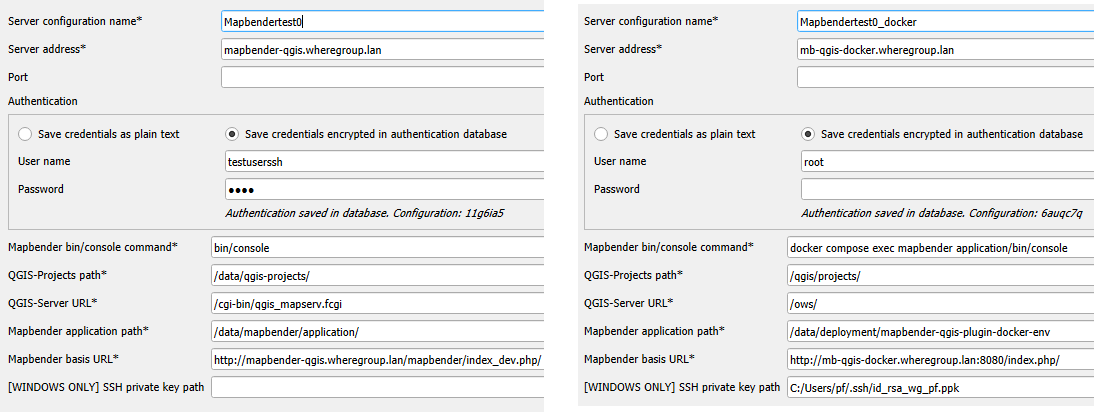 Server configuration name* Mapbendertest0
Server address* mapbender-qgis.wheregroup.lan
Port
Authentication
Save credentials as plain text Save credentials encrypted in authentication database
User name testuserssh
Password ••••
Authentication saved in database. Configuration: 11g6ia5
Mapbender bin/console command* bin/console
QGIS-Projects path* /data/qgis-projects/
QGIS-Server URL* /cgi-bin/qgis_mapserv.fcgi
Mapbender application path* /data/mapbender/application/
Mapbender basis URL* http://mapbender-qgis.wheregroup.lan/mapbender/index_dev.php/
[WINDOWS ONLY] SSH private key path
Server configuration name* Mapbendertest0_docker
Server address* mb-qgis-docker.wheregroup.lan
Port
Authentication
Save credentials as plain text Save credentials encrypted in authentication database
User name root
Password
Authentication saved in database. Configuration: 6auqc7q
Mapbender bin/console command* docker compose exec mapbender application/bin/console
QGIS-Projects path* /qgis/projects/
QGIS-Server URL* /ows/
Mapbender application path* /data/deployment/mapbender-qgis-plugin-docker-env
Mapbender basis URL* http://mb-qgis-docker.wheregroup.lan:8080/index.php/
[WINDOWS ONLY] SSH private key path C:/Users/pf/.ssh/id_rsa_wg_pf.ppk